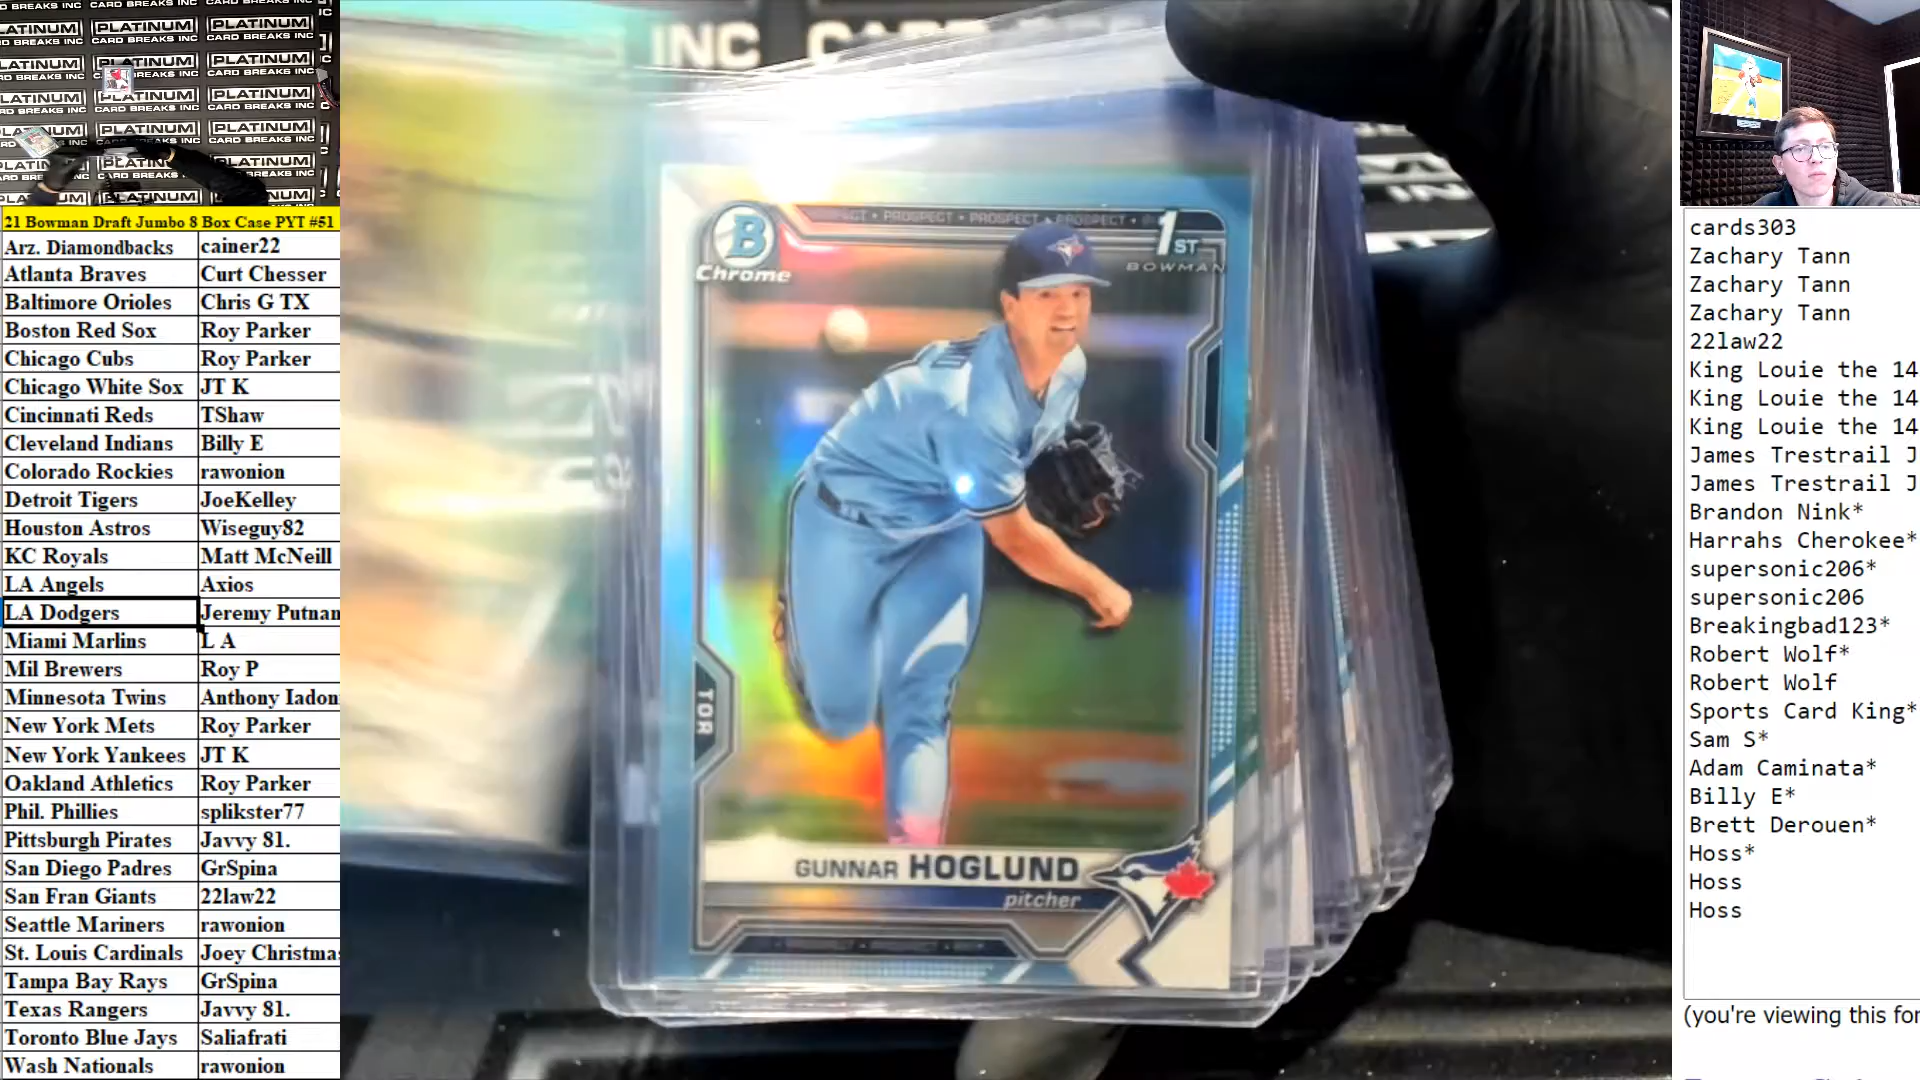 PLATINUM
CARD BREAKS INC
21 Bowman Draft Jumbo 8 Box Case PYT #51
Arz. Diamondbacks cainer22
Atlanta Braves Curt Chesser
Baltimore Orioles Chris G TX
Boston Red Sox Roy Parker
Chicago Cubs Roy Parker
Chicago White Sox JT K
Cincinnati Reds TShaw
Cleveland Indians Billy E
Colorado Rockies rawonion
Detroit Tigers JoeKelley
Houston Astros Wiseguy82
KC Royals Matt McNeill
LA Angels Axios
LA Dodgers Jeremy Putnan
Miami Marlins L A
Mil Brewers Roy P
Minnesota Twins Anthony Iadon
New York Mets Roy Parker
New York Yankees JT K
Oakland Athletics Roy Parker
Phil. Phillies splikster77
Pittsburgh Pirates Javvy 81.
San Diego Padres GrSpina
San Fran Giants 22law22
Seattle Mariners rawonion
St. Louis Cardinals Joey Christmas
Tampa Bay Rays GrSpina
Texas Rangers Javvy 81.
Toronto Blue Jays Saliafrati
Wash Nationals rawonion
INC
PROSPECT • PROSPECT • PROSPECT
B
Chrome
1ST
BOWMAN
TOR
GUNNAR HOGLUND
pitcher
cards303
Zachary Tann
Zachary Tann
Zachary Tann
22law22
King Louie the 14
King Louie the 14
King Louie the 14
James Trestrail J
James Trestrail J
Brandon Nink*
Harrahs Cherokee*
supersonic206*
supersonic206
Breakingbad123*
Robert Wolf*
Robert Wolf
Sports Card King*
Sam S*
Adam Caminata*
Billy E*
Brett Derouen*
Hoss*
Hoss
Hoss
(you're viewing this for